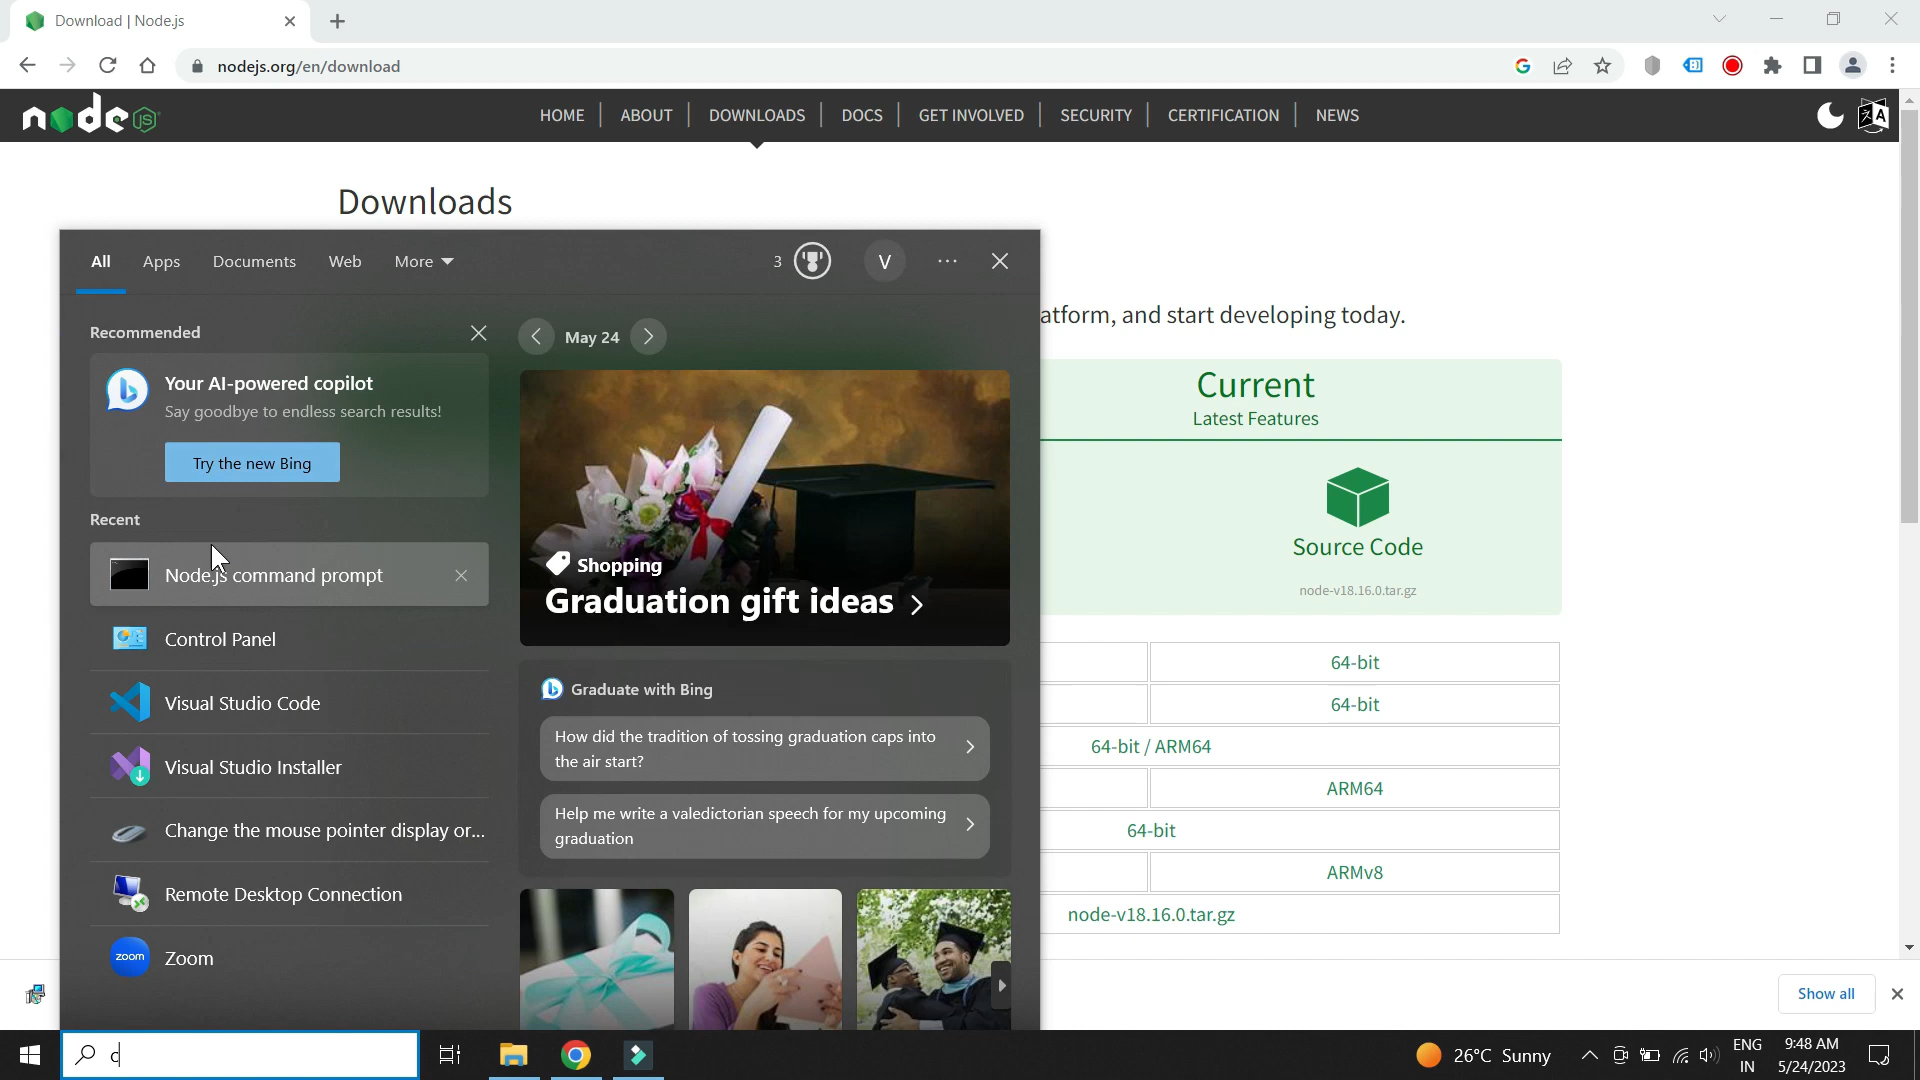 Download | Node.js
nodejs.org/en/download
node JS
HOME
ABOUT
DOWNLOADS
DOCS
GET INVOLVED
SECURITY
CERTIFICATION
NEWS
Downloads
All
Apps
Documents
Web
More
3
V
atform, and start developing today.
Recommended
Your AI-powered copilot
Say goodbye to endless search results!
Try the new Bing
Recent
Node.js command prompt
Control Panel
Visual Studio Code
Visual Studio Installer
Change the mouse pointer display or...
Remote Desktop Connection
zoom
Zoom
May 24
Shopping
Graduation gift ideas
Graduate with Bing
How did the tradition of tossing graduation caps into
the air start?
Help me write a valedictorian speech for my upcoming
graduation
Current
Latest Features
Source Code
node-v18.16.0.tar.gz
64-bit
64-bit
64-bit / ARM64
ARM64
64-bit
ARMv8
node-v18.16.0.tar.gz
Show all
c
26°C Sunny
ENG
IN
9:48 AM
5/24/2023